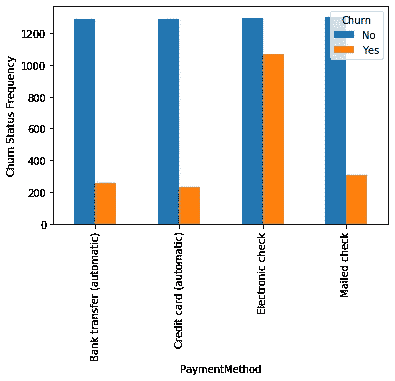 Churn
No
Yes
Churn Status Frequency
1200
1000
800
600
400
200
0
Bank transfer (automatic)
Credit card (automatic)
Electronic check
Mailed check
PaymentMethod